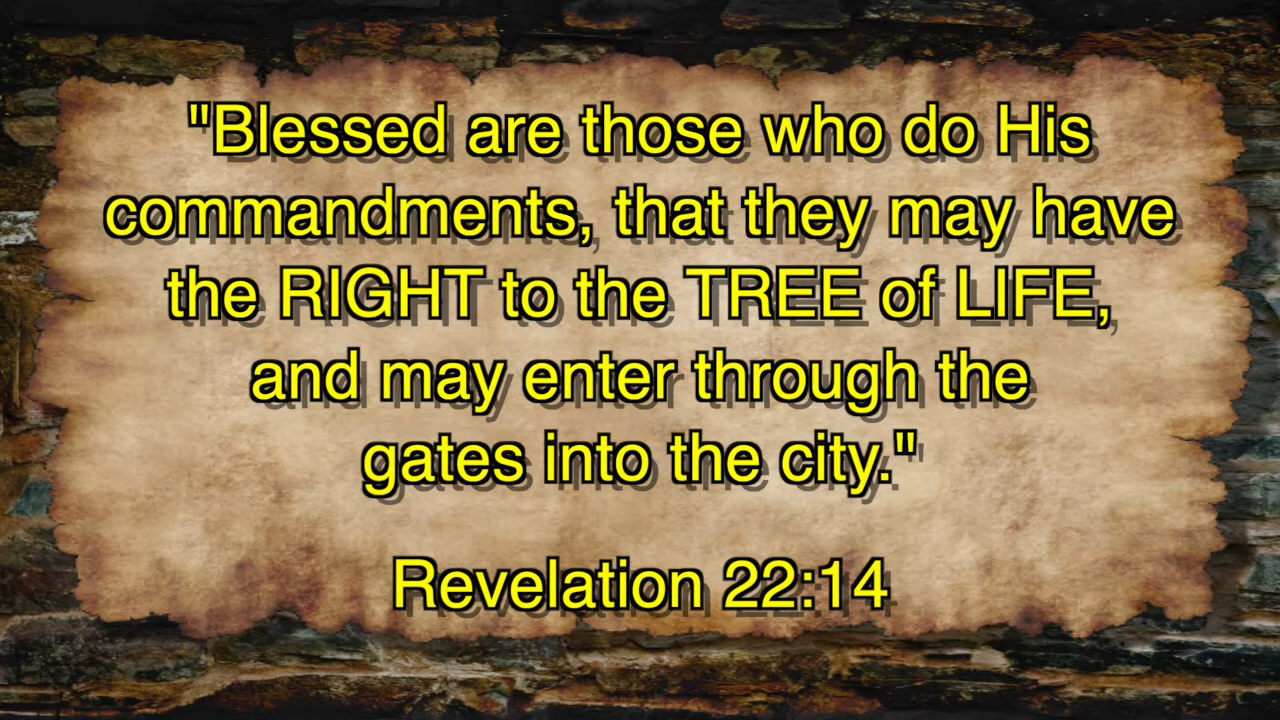 "Blessed are those who do His
commandments, that they may have
the RIGHT to the TREE of LIFE,
and may enter through the
gates into the city."
Revelation 22:14